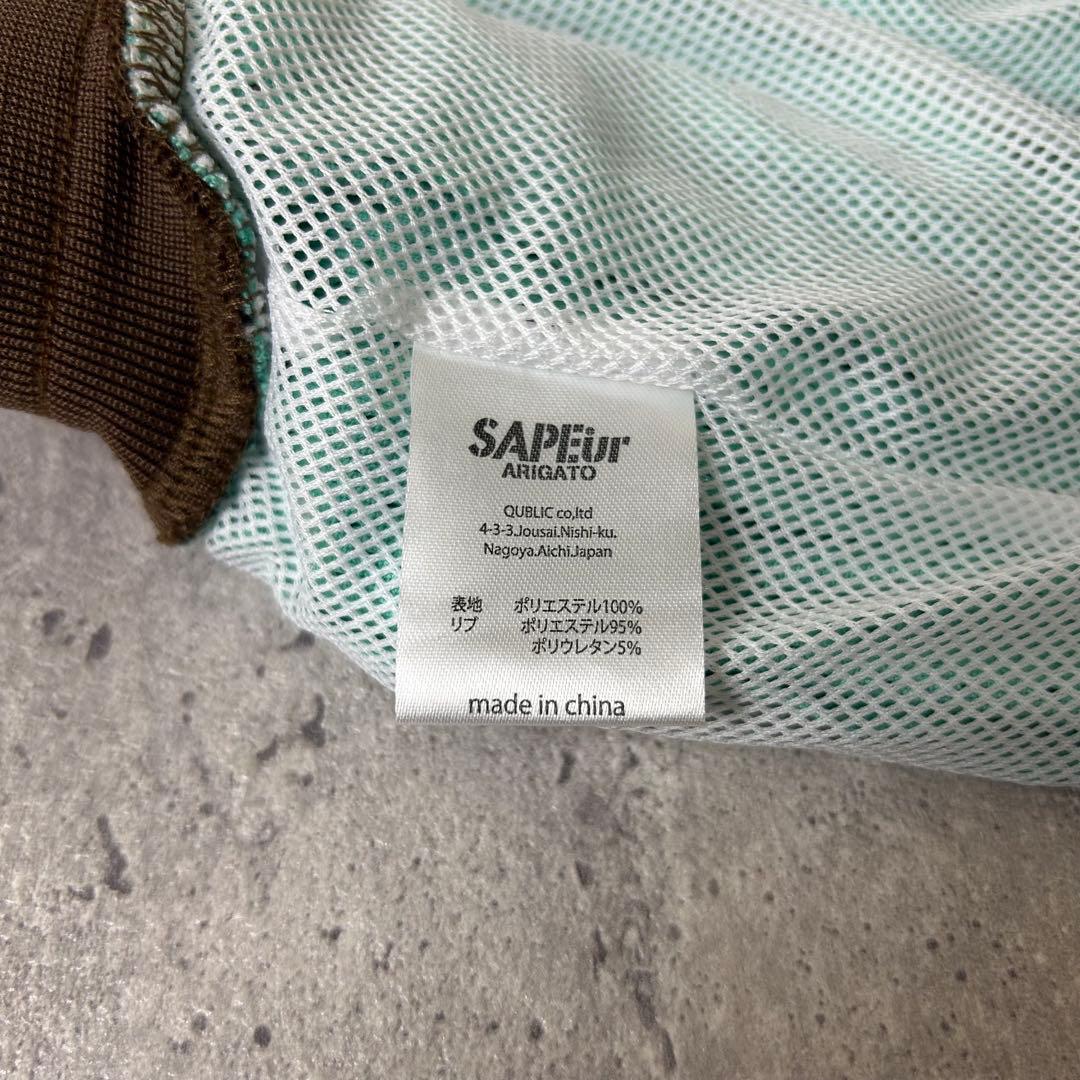 SAPEur
ARIGATO
QUBLIC co,ltd
4-3-3.Jousai.Nishi-ku.
Nagoya.Aichi.Japan
表地 ポリエステル100%
リブ ポリエステル95%
ポリウレタン5%
made in china